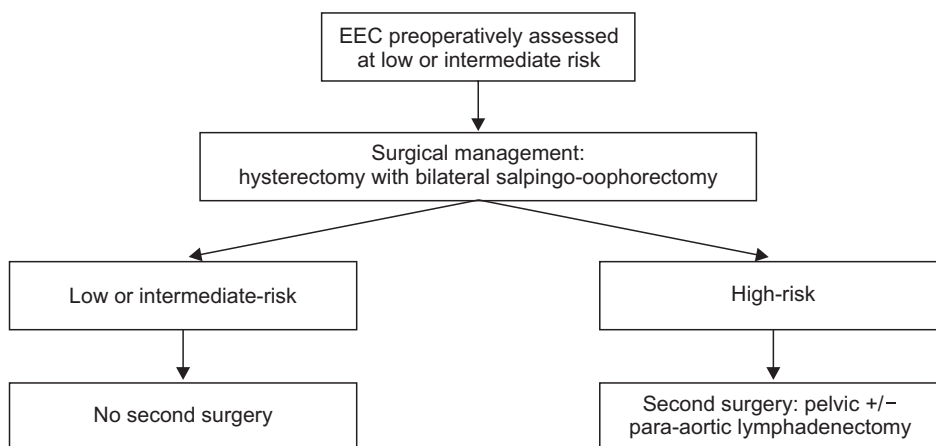 EEC preoperatively assessed
at low or intermediate risk
Surgical management:
hysterectomy with bilateral salpingo-oophorectomy
Low or intermediate-risk
High-risk
No second surgery
Second surgery: pelvic +/−
para-aortic lymphadenectomy